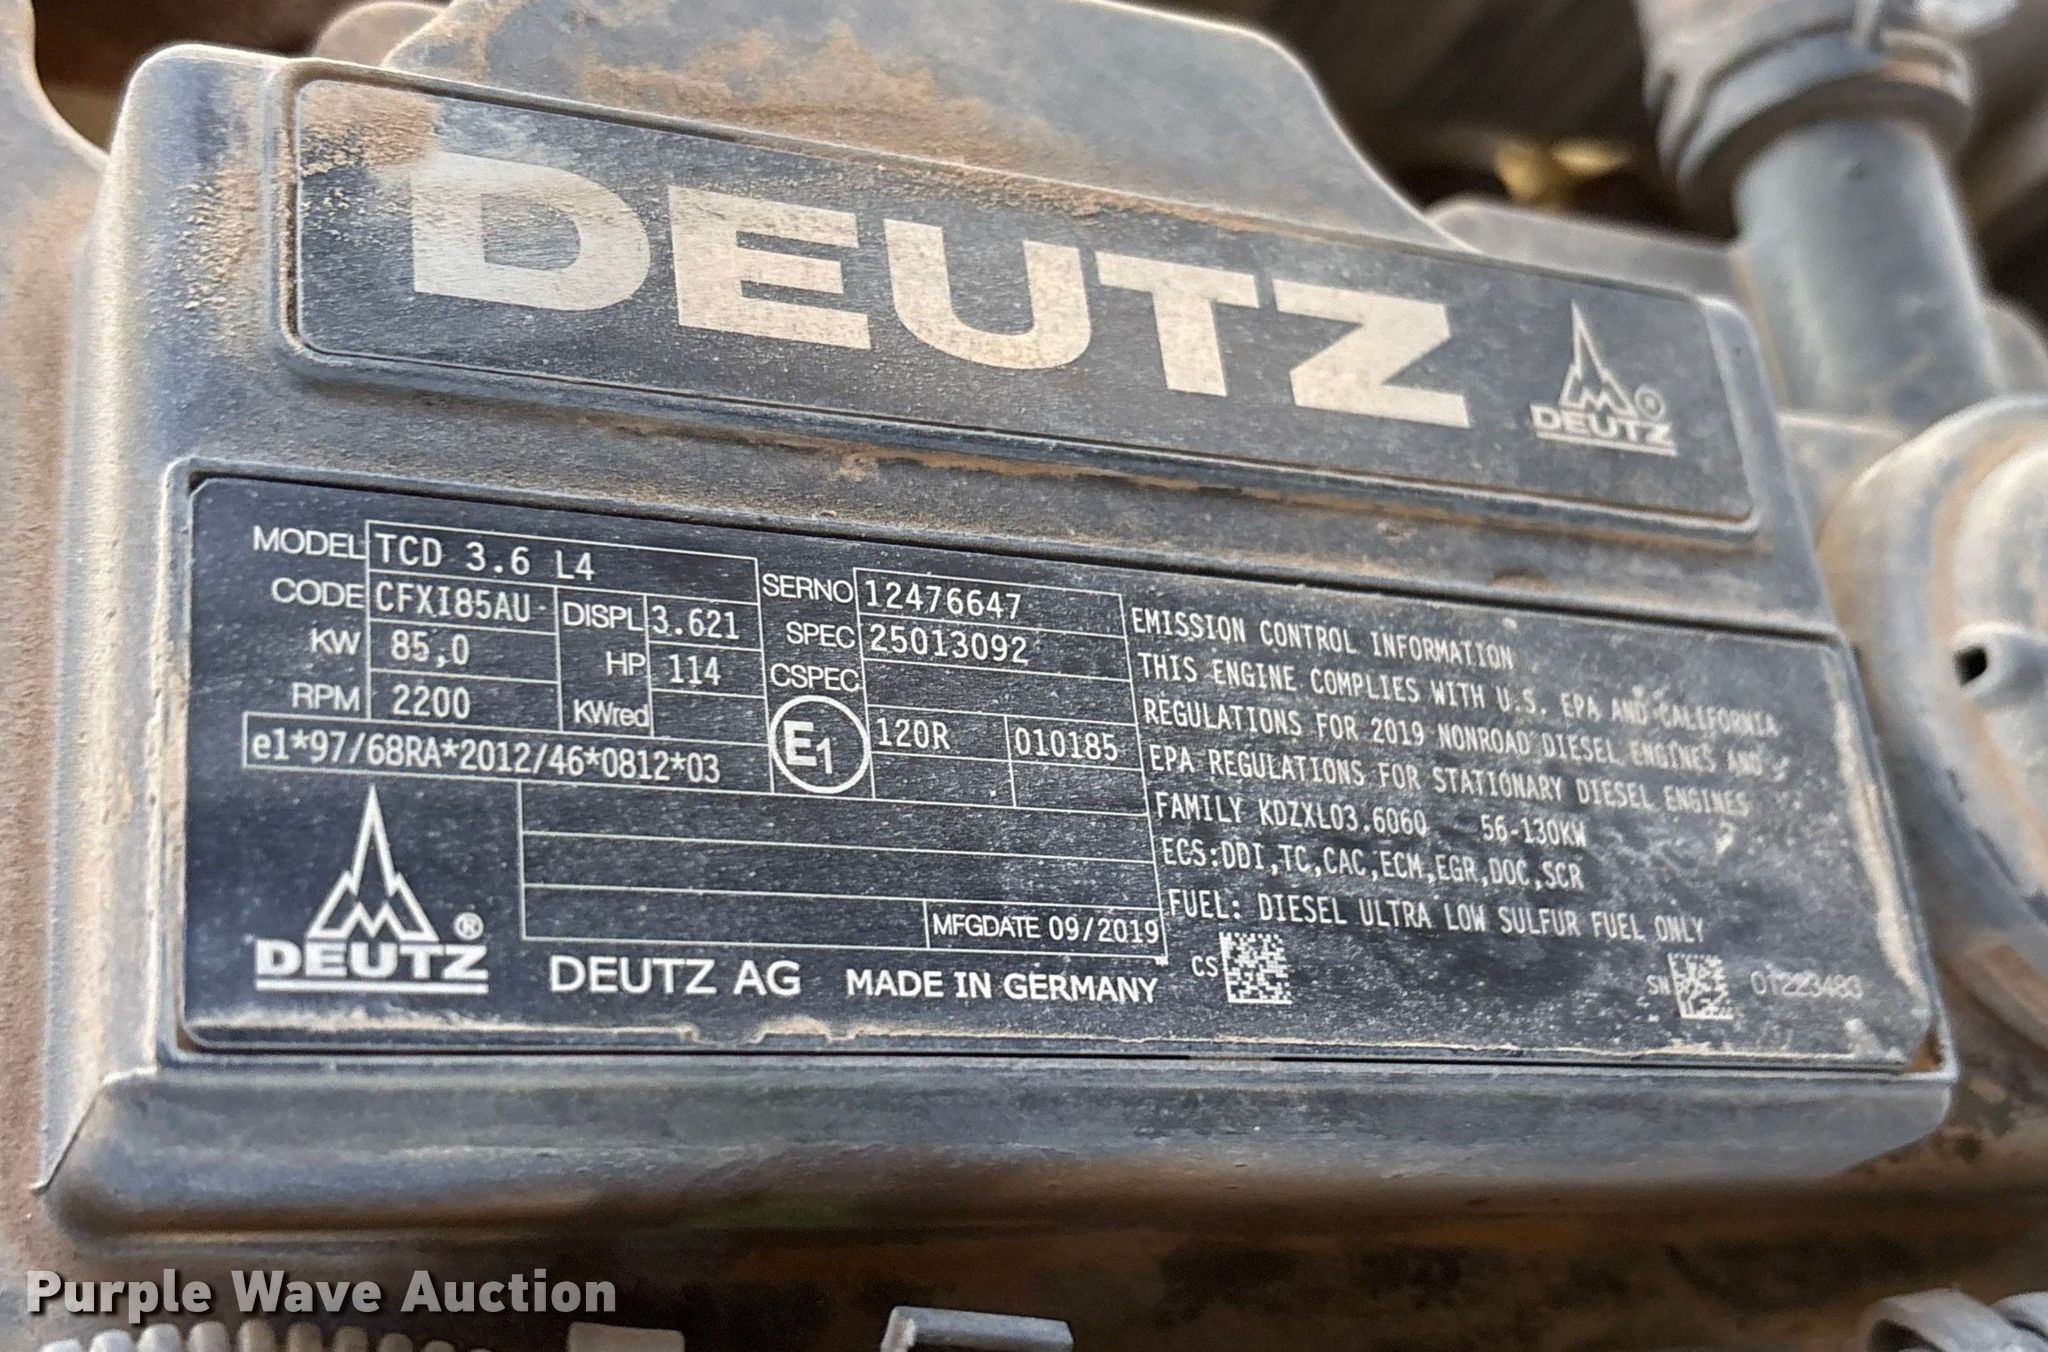 DEUTZ
DEUTZ
MODEL TCD 3.6 L4
CODE CFXI85AU DISPL 3.621
KW 85,0 HP 114
RPM 2200 KWred
SERNO 12476647
SPEC 25013092
CSPEC
e1*97/68RA*2012/46*0812*03
E1 120R 010185
MFGDATE 09/2019
DEUTZ ®
DEUTZ AG MADE IN GERMANY
EMISSION CONTROL INFORMATION
THIS ENGINE COMPLIES WITH U.S. EPA AND CALIFORNIA
REGULATIONS FOR 2019 NONROAD DIESEL ENGINES AND
EPA REGULATIONS FOR STATIONARY DIESEL ENGINES
FAMILY KDZXL03.6060 56-130KW
ECS:DDI,TC,CAC,ECM,EGR,DOC,SCR
FUEL: DIESEL ULTRA LOW SULFUR FUEL ONLY
CS SN 01223483
Purple Wave Auction